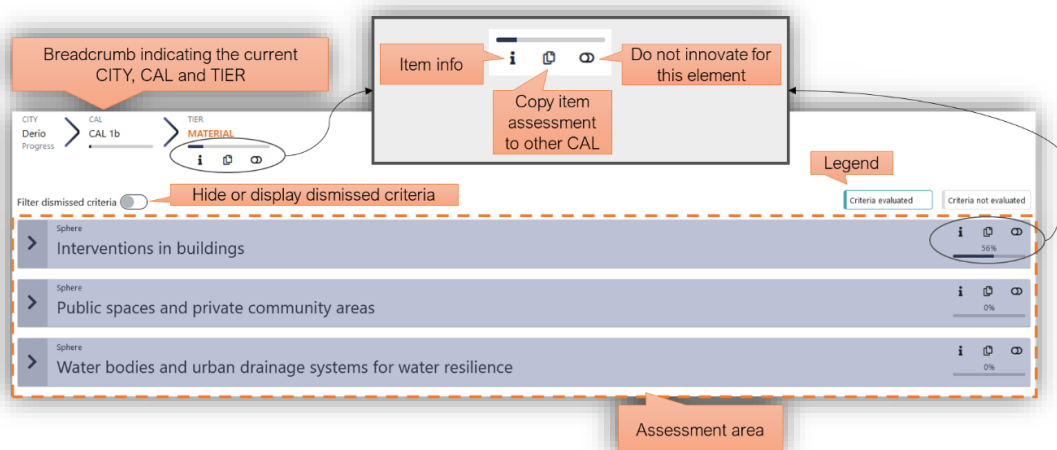 Breadcrumb indicating the current
CITY, CAL and TIER
Item info
Do not innovate for
this element
Copy item
assessment
to other CAL
CITY
Derio
Progress
CAL
CAL 1b
TIER
MATERIAL
Legend
Filter dismissed criteria
Hide or display dismissed criteria
Criteria evaluated
Criteria not evaluated
Sphere
Interventions in buildings
56%
Sphere
Public spaces and private community areas
0%
Sphere
Water bodies and urban drainage systems for water resilience
0%
Assessment area